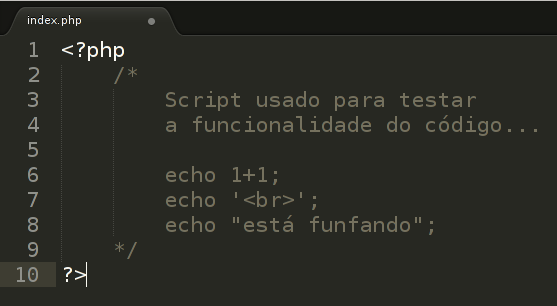 index.php
1 <?php
2 /*
3 Script usado para testar
4 a funcionalidade do código...
5
6 echo 1+1;
7 echo '<br>';
8 echo "está funfando";
9 */
10 ?>